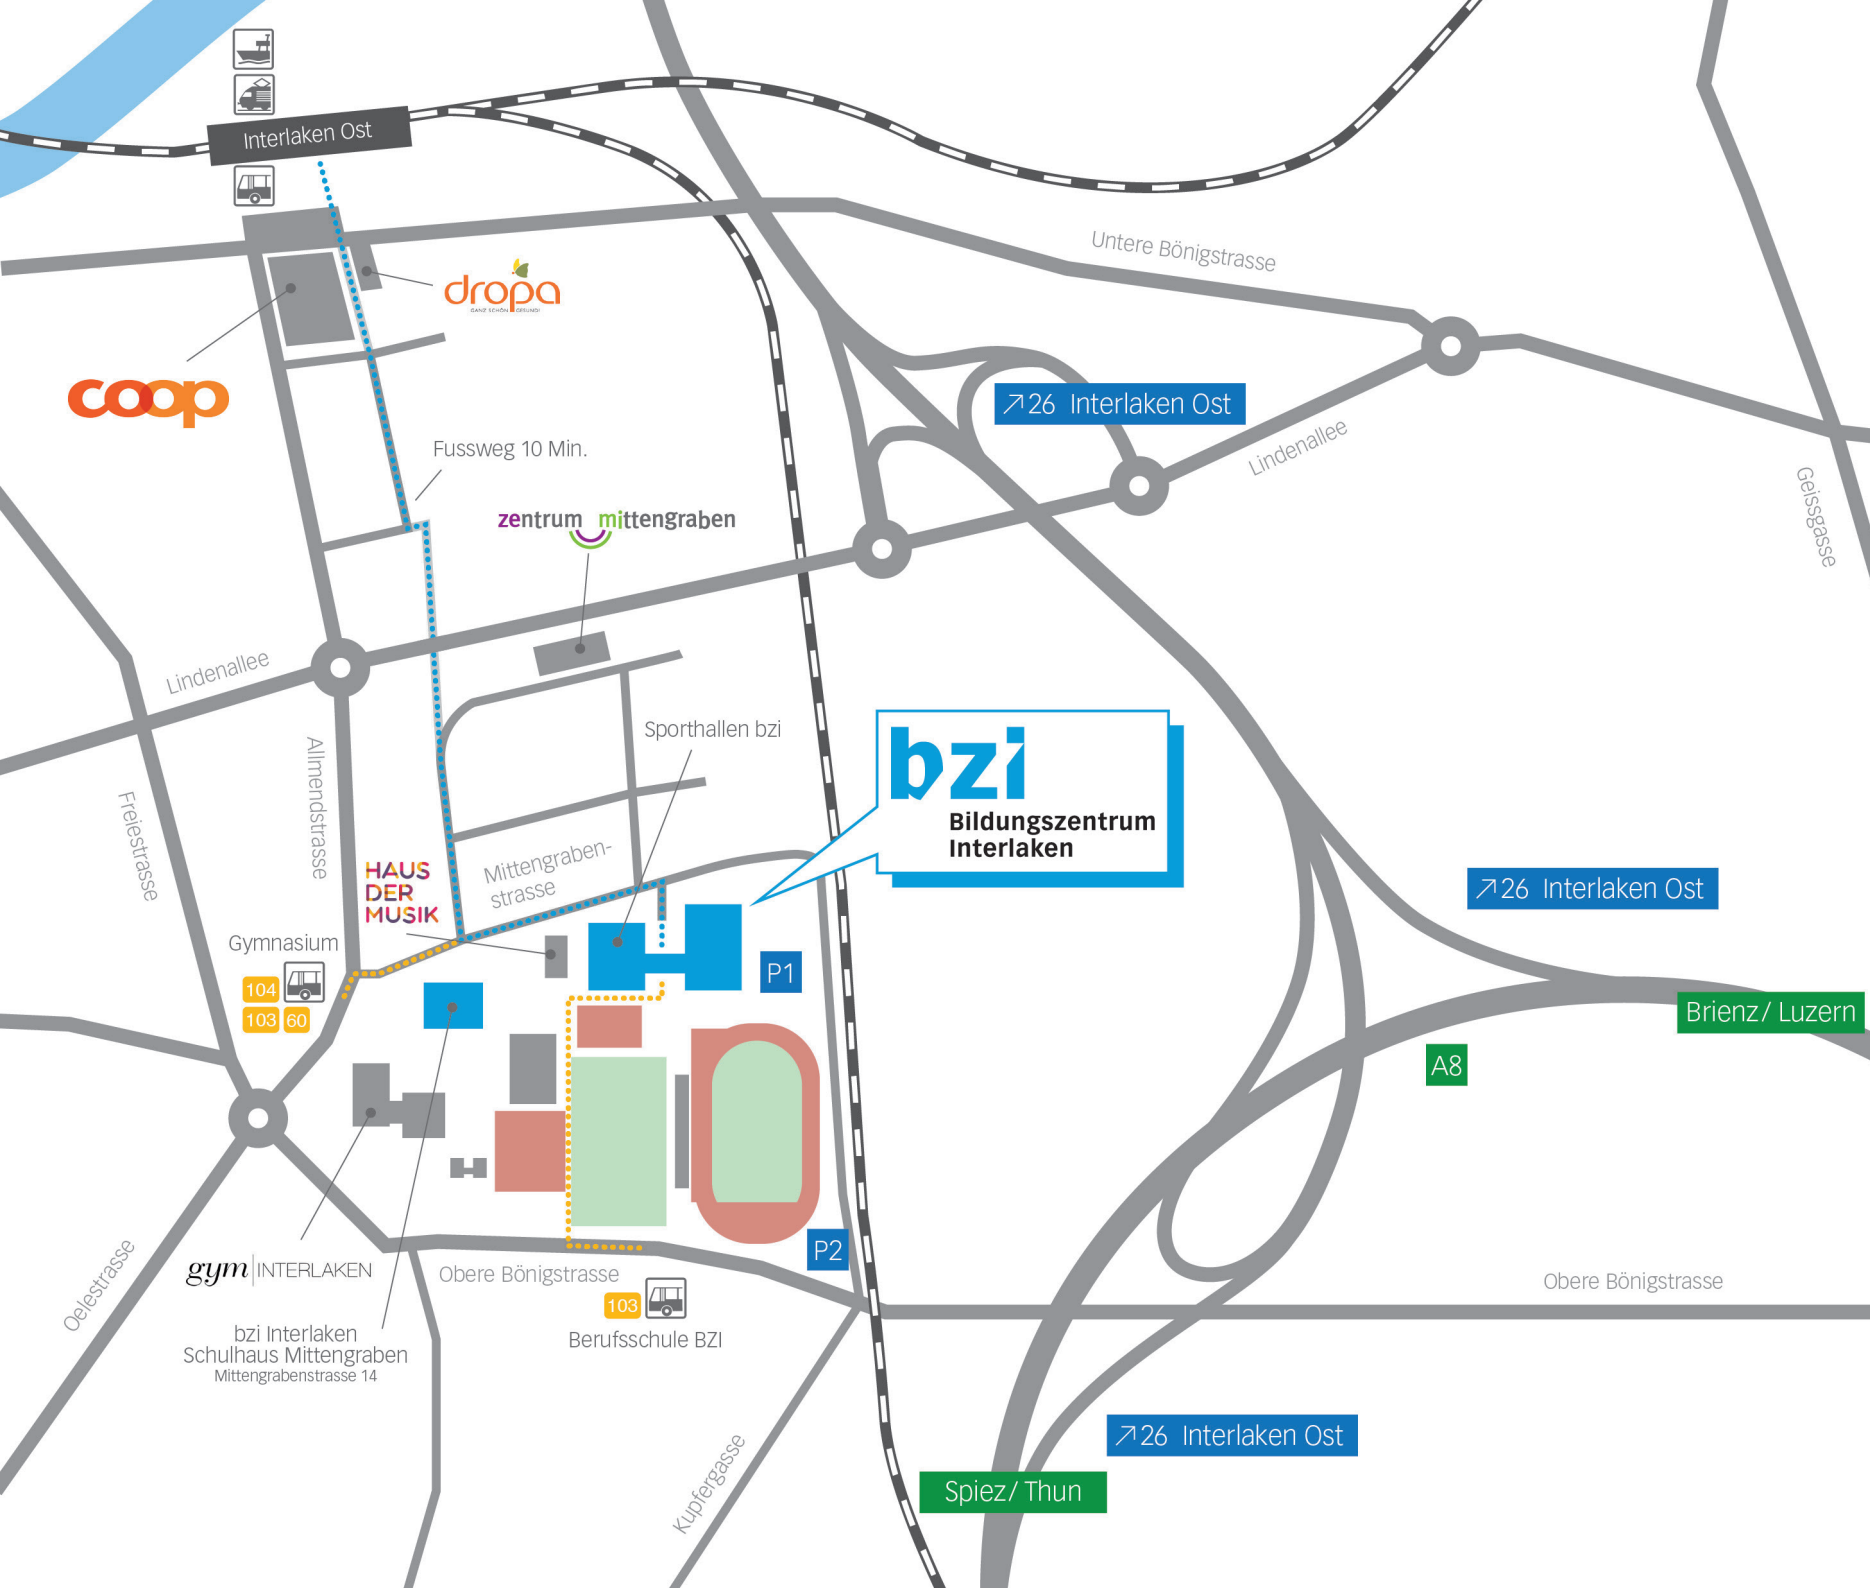 Interlaken Ost
Untere Bönigstrasse
dropa
GANZ SCHÖN GESUND!
coop
26 Interlaken Ost
Lindenallee
Geissgasse
Fussweg 10 Min.
zentrum mittengraben
Lindenallee
Sporthallen bzi
bzi
Bildungszentrum
Interlaken
Allmendstrasse
Freiestrasse
Mittengraben-
strasse
HAUS
DER
MUSIK
26 Interlaken Ost
Gymnasium
104
103 60
P1
Brienz / Luzern
A8
P2
Oelestrasse
gym INTERLAKEN
Obere Bönigstrasse
Obere Bönigstrasse
103
Berufsschule BZI
bzi Interlaken
Schulhaus Mittengraben
Mittengrabenstrasse 14
Kupfergasse
26 Interlaken Ost
Spiez / Thun